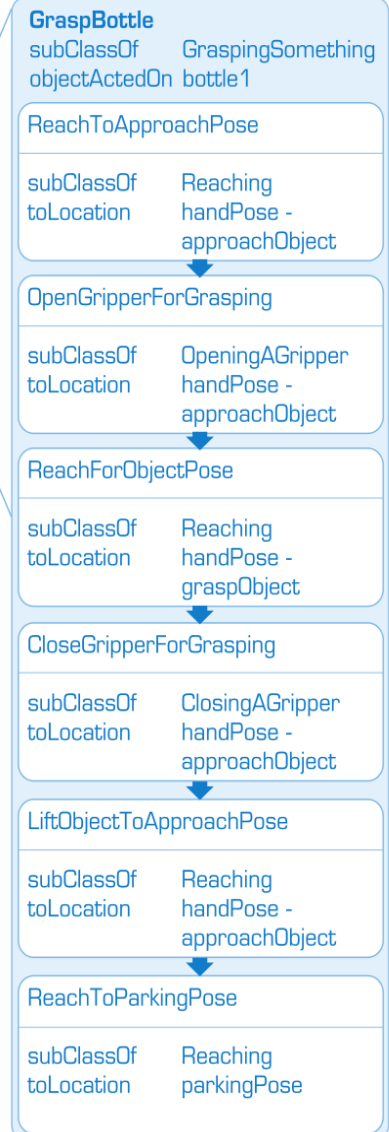 GraspBottle
subClassOf GraspingSomething
objectActedOn bottle1
ReachToApproachPose
subClassOf Reaching
toLocation handPose -
approachObject
OpenGripperForGrasping
subClassOf OpeningAGripper
toLocation handPose -
approachObject
ReachForObjectPose
subClassOf Reaching
toLocation handPose -
graspObject
CloseGripperForGrasping
subClassOf ClosingAGripper
toLocation handPose -
approachObject
LiftObjectToApproachPose
subClassOf Reaching
toLocation handPose -
approachObject
ReachToParkingPose
subClassOf Reaching
toLocation parkingPose